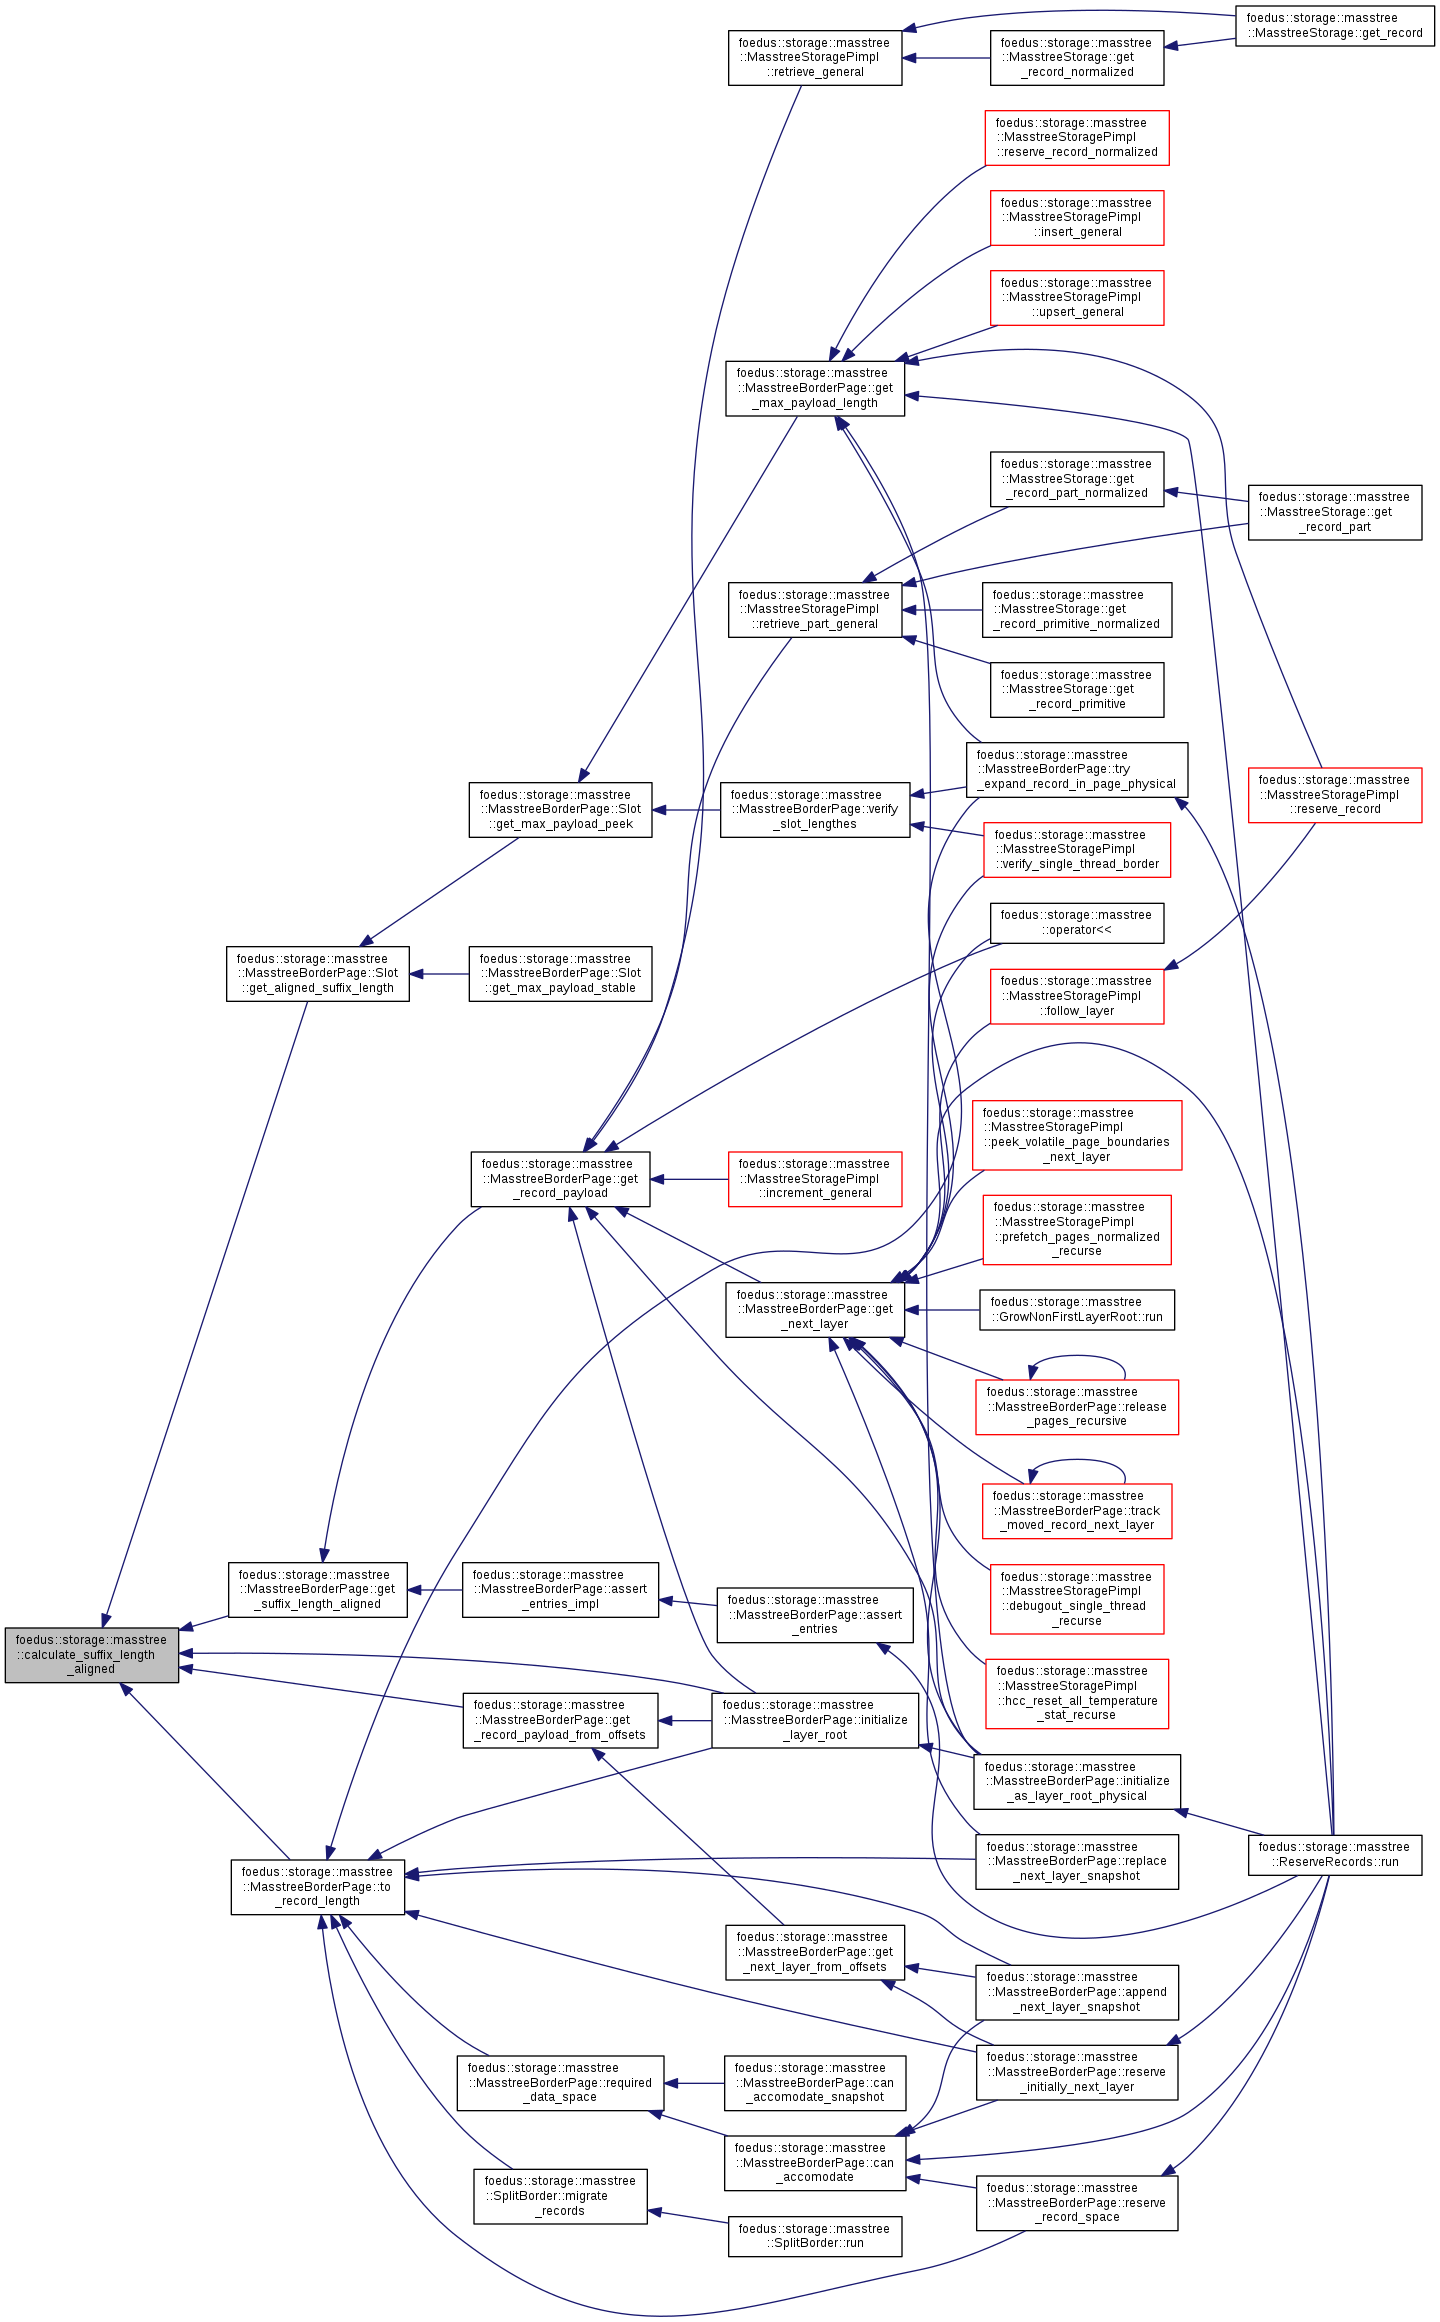 foedus::storage::masstree
::MasstreeStorage::get_record
foedus::storage::masstree
::MasstreeStoragePimpl
::retrieve_general
foedus::storage::masstree
::MasstreeStorage::get
_record_normalized
foedus::storage::masstree
::MasstreeStoragePimpl
::reserve_record_normalized
foedus::storage::masstree
::MasstreeStoragePimpl
::insert_general
foedus::storage::masstree
::MasstreeStoragePimpl
::upsert_general
foedus::storage::masstree
::MasstreeBorderPage::get
_max_payload_length
foedus::storage::masstree
::MasstreeStorage::get
_record_part_normalized
foedus::storage::masstree
::MasstreeStorage::get
_record_part
foedus::storage::masstree
::MasstreeStoragePimpl
::retrieve_part_general
foedus::storage::masstree
::MasstreeStorage::get
_record_primitive_normalized
foedus::storage::masstree
::MasstreeStorage::get
_record_primitive
foedus::storage::masstree
::MasstreeBorderPage::try
_expand_record_in_page_physical
foedus::storage::masstree
::MasstreeStoragePimpl
::reserve_record
foedus::storage::masstree
::MasstreeBorderPage::Slot
::get_max_payload_peek
foedus::storage::masstree
::MasstreeBorderPage::verify
_slot_lengthes
foedus::storage::masstree
::MasstreeStoragePimpl
::verify_single_thread_border
foedus::storage::masstree
::operator<<
foedus::storage::masstree
::MasstreeBorderPage::Slot
::get_aligned_suffix_length
foedus::storage::masstree
::MasstreeBorderPage::Slot
::get_max_payload_stable
foedus::storage::masstree
::MasstreeStoragePimpl
::follow_layer
foedus::storage::masstree
::MasstreeStoragePimpl
::peek_volatile_page_boundaries
_next_layer
foedus::storage::masstree
::MasstreeBorderPage::get
_record_payload
foedus::storage::masstree
::MasstreeStoragePimpl
::increment_general
foedus::storage::masstree
::MasstreeStoragePimpl
::prefetch_pages_normalized
_recurse
foedus::storage::masstree
::MasstreeBorderPage::get
_next_layer
foedus::storage::masstree
::GrowNonFirstLayerRoot::run
foedus::storage::masstree
::MasstreeBorderPage::release
_pages_recursive
foedus::storage::masstree
::MasstreeBorderPage::track
_moved_record_next_layer
foedus::storage::masstree
::MasstreeBorderPage::get
_suffix_length_aligned
foedus::storage::masstree
::MasstreeBorderPage::assert
_entries_impl
foedus::storage::masstree
::MasstreeBorderPage::assert
_entries
foedus::storage::masstree
::MasstreeStoragePimpl
::debugout_single_thread
_recurse
foedus::storage::masstree
::calculate_suffix_length
_aligned
foedus::storage::masstree
::MasstreeStoragePimpl
::hcc_reset_all_temperature
_stat_recurse
foedus::storage::masstree
::MasstreeBorderPage::get
_record_payload_from_offsets
foedus::storage::masstree
::MasstreeBorderPage::initialize
_layer_root
foedus::storage::masstree
::MasstreeBorderPage::initialize
_as_layer_root_physical
foedus::storage::masstree
::MasstreeBorderPage::to
_record_length
foedus::storage::masstree
::MasstreeBorderPage::replace
_next_layer_snapshot
foedus::storage::masstree
::ReserveRecords::run
foedus::storage::masstree
::MasstreeBorderPage::get
_next_layer_from_offsets
foedus::storage::masstree
::MasstreeBorderPage::append
_next_layer_snapshot
foedus::storage::masstree
::MasstreeBorderPage::reserve
_initially_next_layer
foedus::storage::masstree
::MasstreeBorderPage::required
_data_space
foedus::storage::masstree
::MasstreeBorderPage::can
_accomodate_snapshot
foedus::storage::masstree
::MasstreeBorderPage::can
_accomodate
foedus::storage::masstree
::SplitBorder::migrate
_records
foedus::storage::masstree
::MasstreeBorderPage::reserve
_record_space
foedus::storage::masstree
::SplitBorder::run